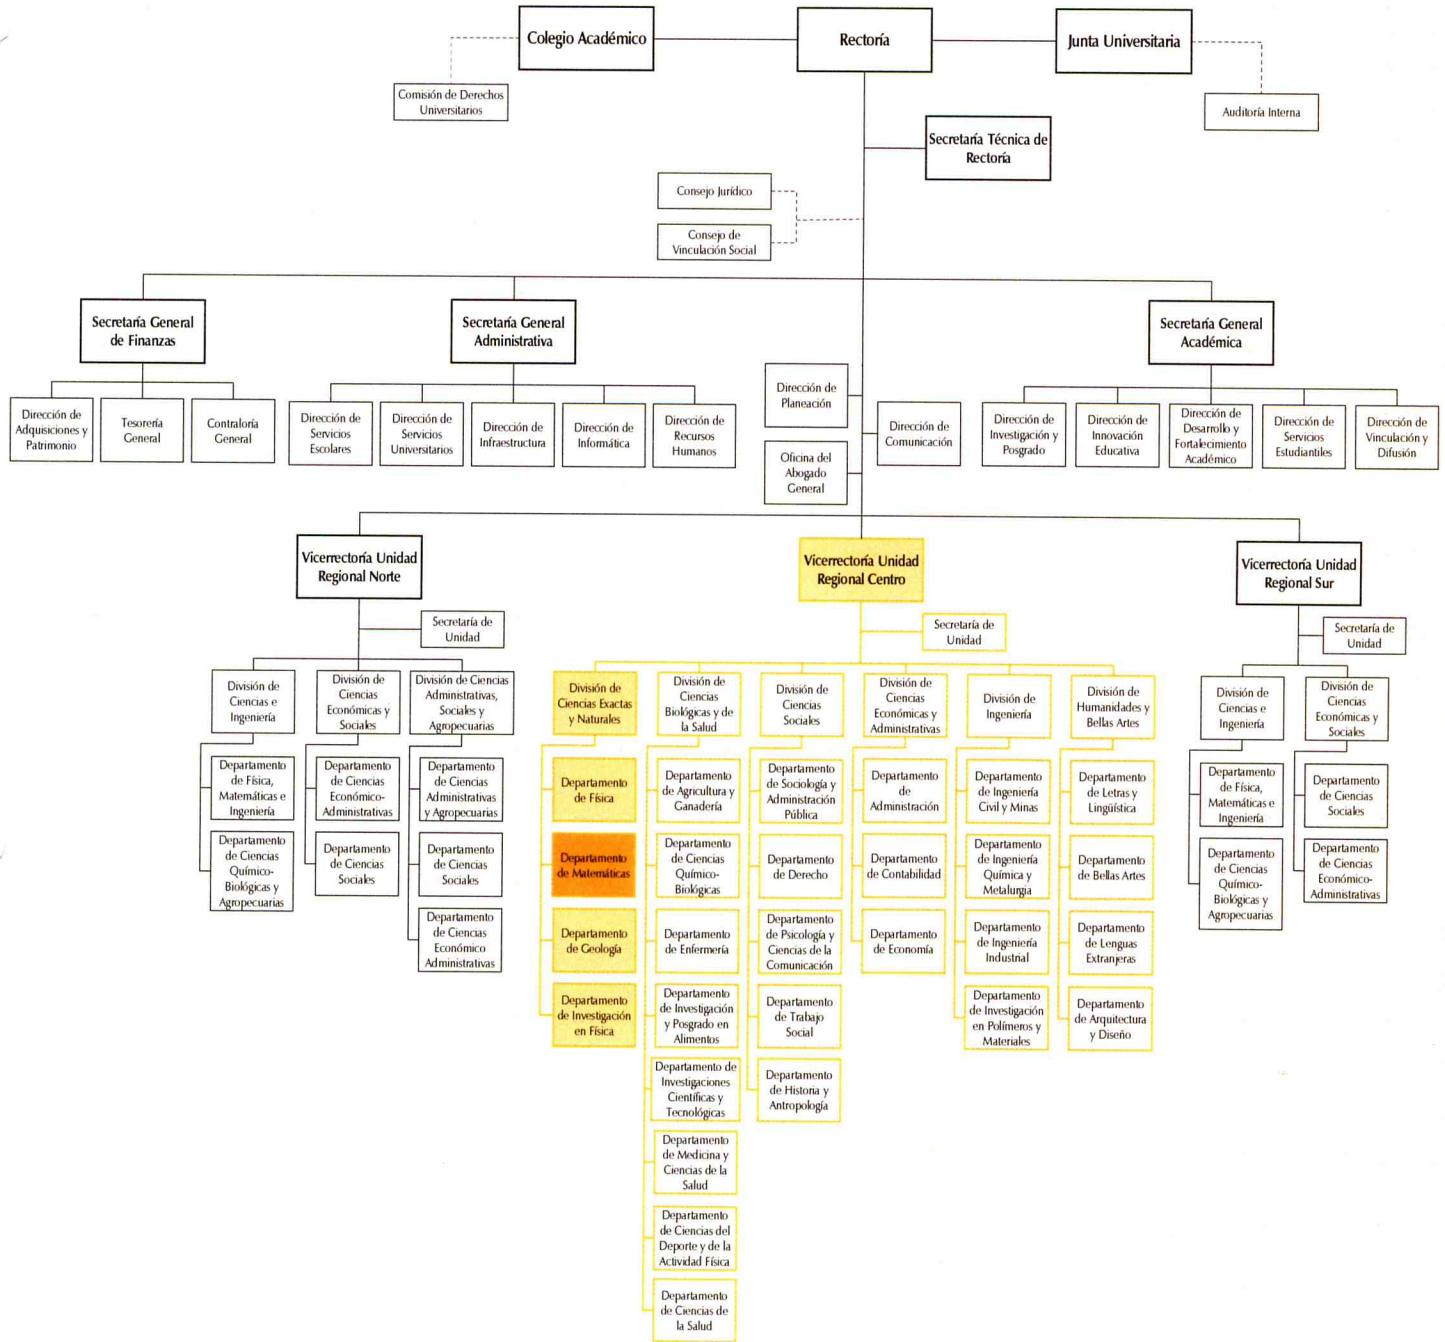 Colegio Académico
Rectoría
Junta Universitaria
Comisión de Derechos
Universitarios
Auditoría Interna
Secretaría Técnica de
Rectoría
Consejo Jurídico
Consejo de
Vinculación Social
Secretaría General
de Finanzas
Secretaría General
Administrativa
Secretaría General
Académica
Dirección de
Adquisiciones y
Patrimonio
Tesorería
General
Contraloría
General
Dirección de
Servicios
Escolares
Dirección de
Servicios
Universitarios
Dirección de
Infraestructura
Dirección de
Informática
Dirección de
Recursos
Humanos
Dirección de
Planeación
Dirección de
Comunicación
Oficina del
Abogado
General
Dirección de
Investigación y
Posgrado
Dirección de
Innovación
Educativa
Dirección de
Desarrollo y
Fortalecimiento
Académico
Dirección de
Servicios
Estudiantiles
Dirección de
Vinculación y
Difusión
Vicerrectoría Unidad
Regional Norte
Vicerrectoría Unidad
Regional Centro
Vicerrectoría Unidad
Regional Sur
Secretaría de
Unidad
Secretaría de
Unidad
Secretaría de
Unidad
División de
Ciencias e
Ingeniería
División de
Ciencias
Económicas y
Sociales
División de Ciencias
Administrativas,
Sociales y
Agropecuarias
División de
Ciencias Exactas
y Naturales
División de
Ciencias
Biológicas y de
la Salud
División de
Ciencias
Sociales
División de
Ciencias
Económicas y
Administrativas
División de
Ingeniería
División de
Humanidades y
Bellas Artes
División de
Ciencias e
Ingeniería
División de
Ciencias
Económicas y
Sociales
Departamento
de Física,
Matemáticas e
Ingeniería
Departamento
de Ciencias
Químico-
Biológicas y
Agropecuarias
Departamento
de Ciencias
Económico-
Administrativas
Departamento
de Ciencias
Sociales
Departamento
de Ciencias
Administrativas
y Agropecuarias
Departamento
de Ciencias
Sociales
Departamento
de Ciencias
Económico
Administrativas
Departamento
de Física
Departamento
de Matemáticas
Departamento
de Geología
Departamento
de Investigación
en Física
Departamento
de Agricultura y
Ganadería
Departamento
de Ciencias
Químico-
Biológicas
Departamento
de Enfermería
Departamento
de Investigación
y Posgrado en
Alimentos
Departamento de
Investigaciones
Científicas y
Tecnológicas
Departamento
de Medicina y
Ciencias de la
Salud
Departamento
de Ciencias del
Deporte y de la
Actividad Física
Departamento
de Ciencias de
la Salud
Departamento
de Sociología y
Administración
Pública
Departamento
de Derecho
Departamento
de Psicología y
Ciencias de la
Comunicación
Departamento
de Trabajo
Social
Departamento
de Historia y
Antropología
Departamento
de
Administración
Departamento
de Contabilidad
Departamento
de Economía
Departamento
de Ingeniería
Civil y Minas
Departamento
de Ingeniería
Química y
Metalurgia
Departamento
de Ingeniería
Industrial
Departamento
de Investigación
en Polímeros y
Materiales
Departamento
de Letras y
Lingüística
Departamento
de Bellas Artes
Departamento
de Lenguas
Extranjeras
Departamento
de Arquitectura
y Diseño
Departamento
de Física,
Matemáticas e
Ingeniería
Departamento
de Ciencias
Químico-
Biológicas y
Agropecuarias
Departamento
de Ciencias
Sociales
Departamento
de Ciencias
Económico-
Administrativas